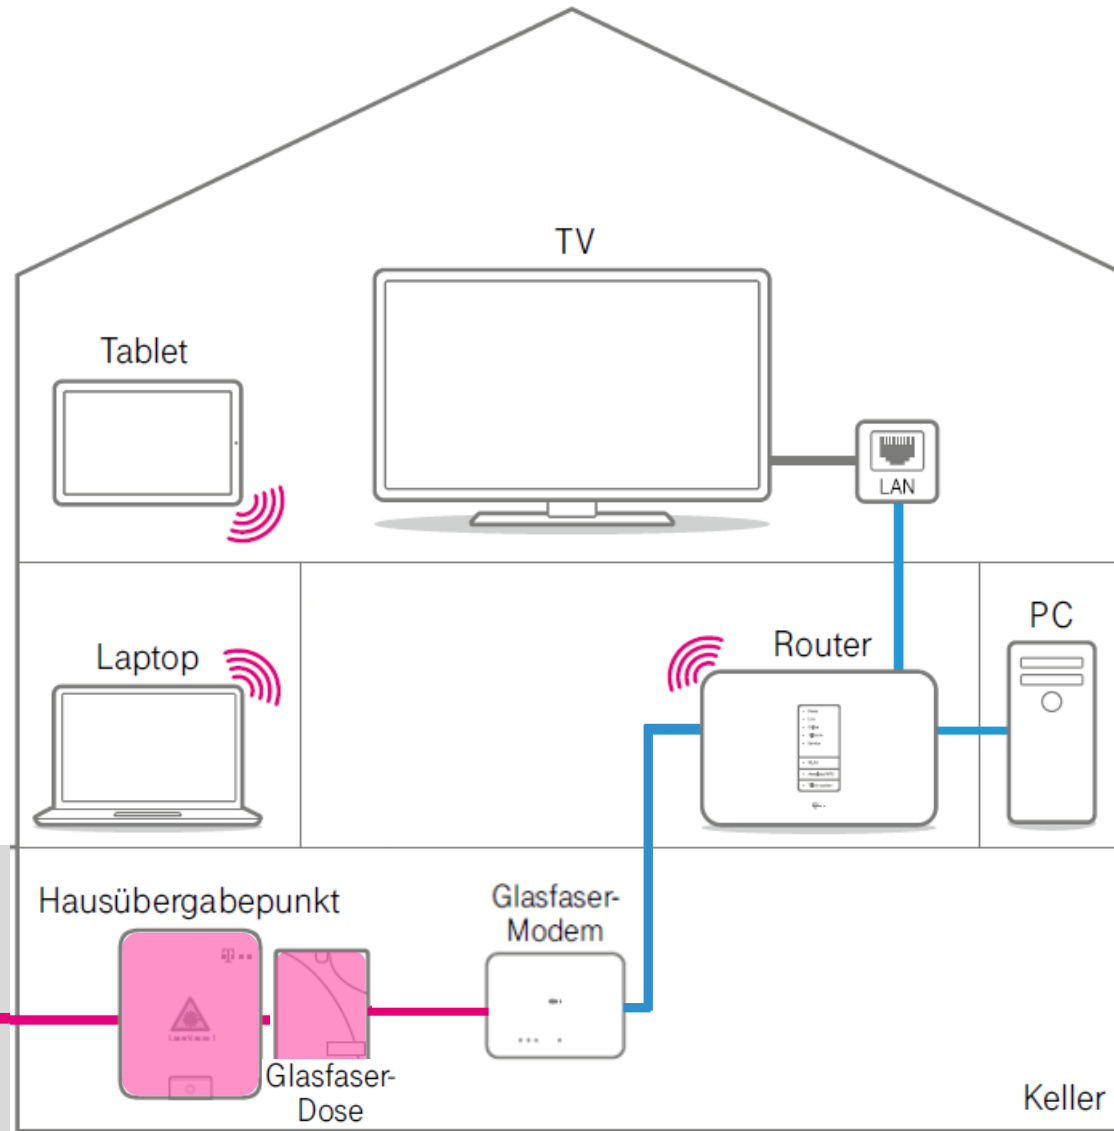 TV
Tablet
LAN
PC
Router
Laptop
Hausübergabepunkt
Glasfaser-
Modem
Glasfaser-
Dose
Keller